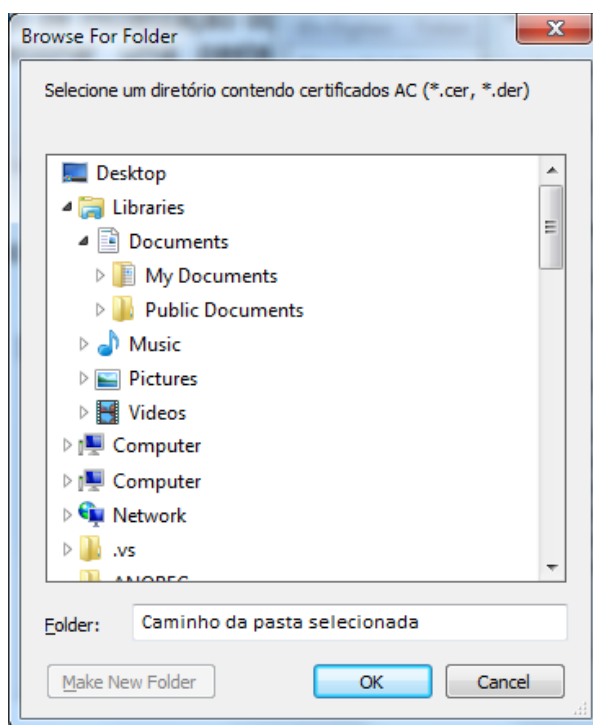 Browse For Folder
Selecione um diretório contendo certificados AC (*.cer, *.der)
Desktop
Libraries
Documents
My Documents
Public Documents
Music
Pictures
Videos
Computer
Computer
Network
.vs
Folder: Caminho da pasta selecionada
Make New Folder OK Cancel